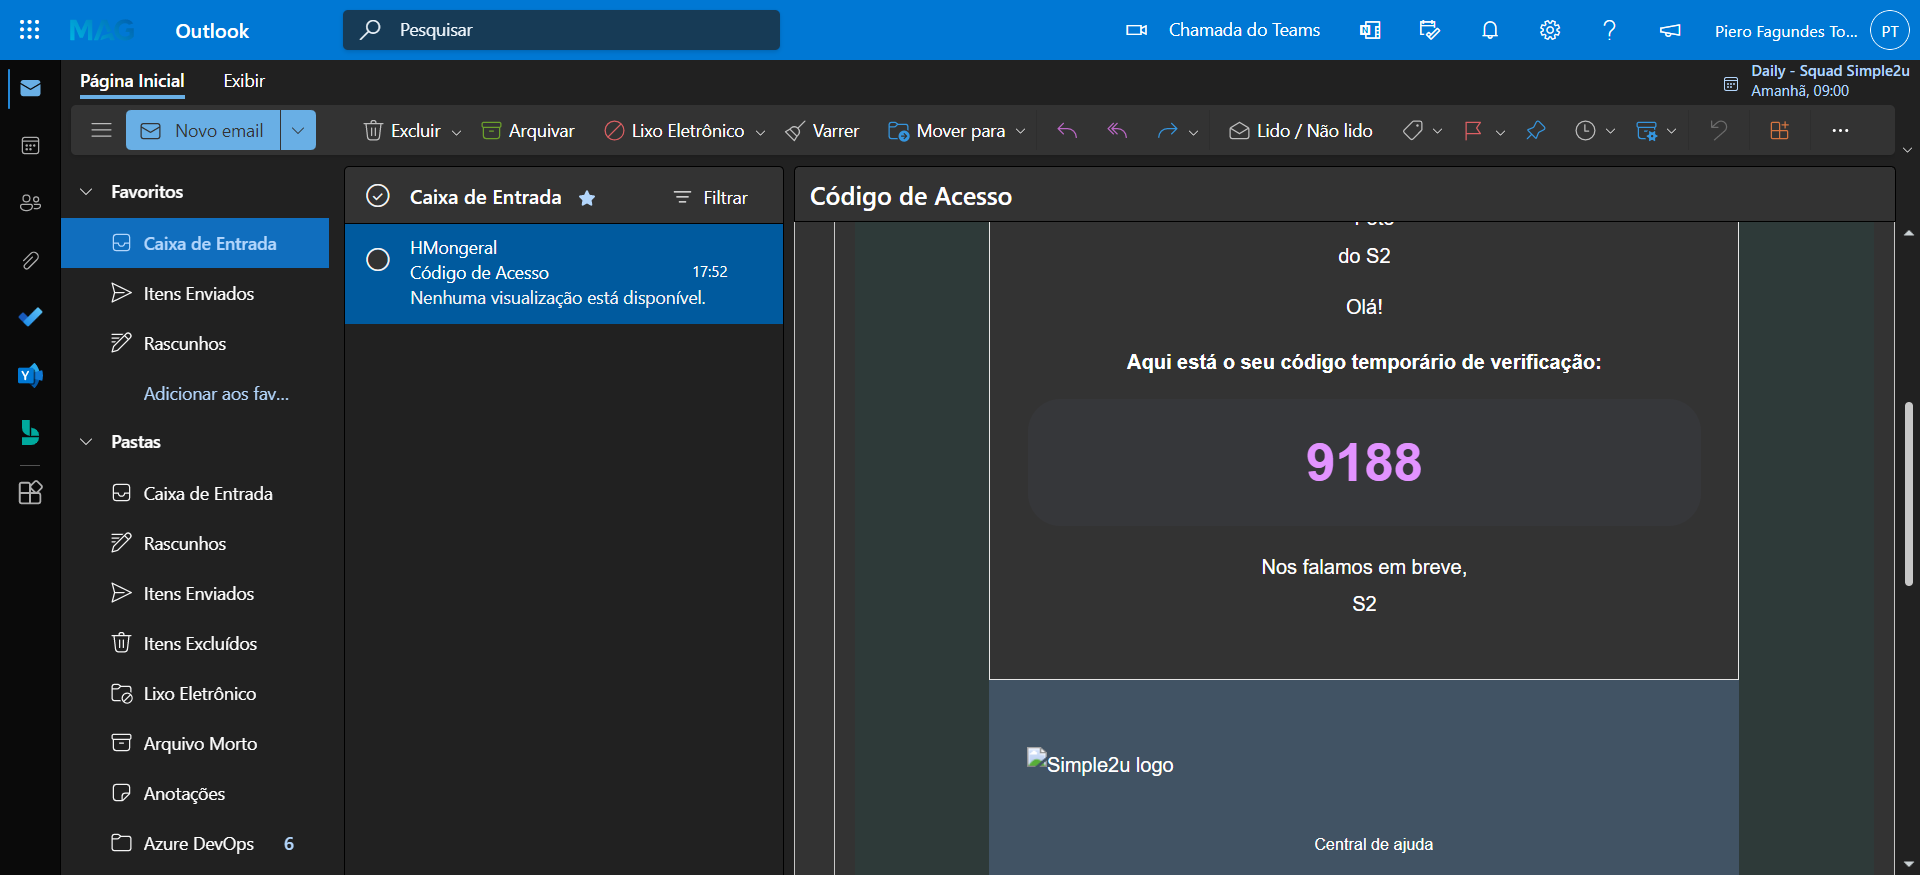 MAG
Outlook
Pesquisar
Chamada do Teams
Piero Fagundes To...
PT
Página Inicial
Exibir
Daily - Squad Simple2u
Amanhã, 09:00
Novo email
Excluir
Arquivar
Lixo Eletrônico
Varrer
Mover para
Lido / Não lido
Favoritos
Caixa de Entrada
Itens Enviados
Rascunhos
Adicionar aos fav...
Pastas
Caixa de Entrada
Rascunhos
Itens Enviados
Itens Excluídos
Lixo Eletrônico
Arquivo Morto
Anotações
Azure DevOps 6
Caixa de Entrada
Filtrar
HMongeral
Código de Acesso 17:52
Nenhuma visualização está disponível.
Código de Acesso
do S2
Olá!
Aqui está o seu código temporário de verificação:
9188
Nos falamos em breve,
S2
Simple2u logo
Central de ajuda